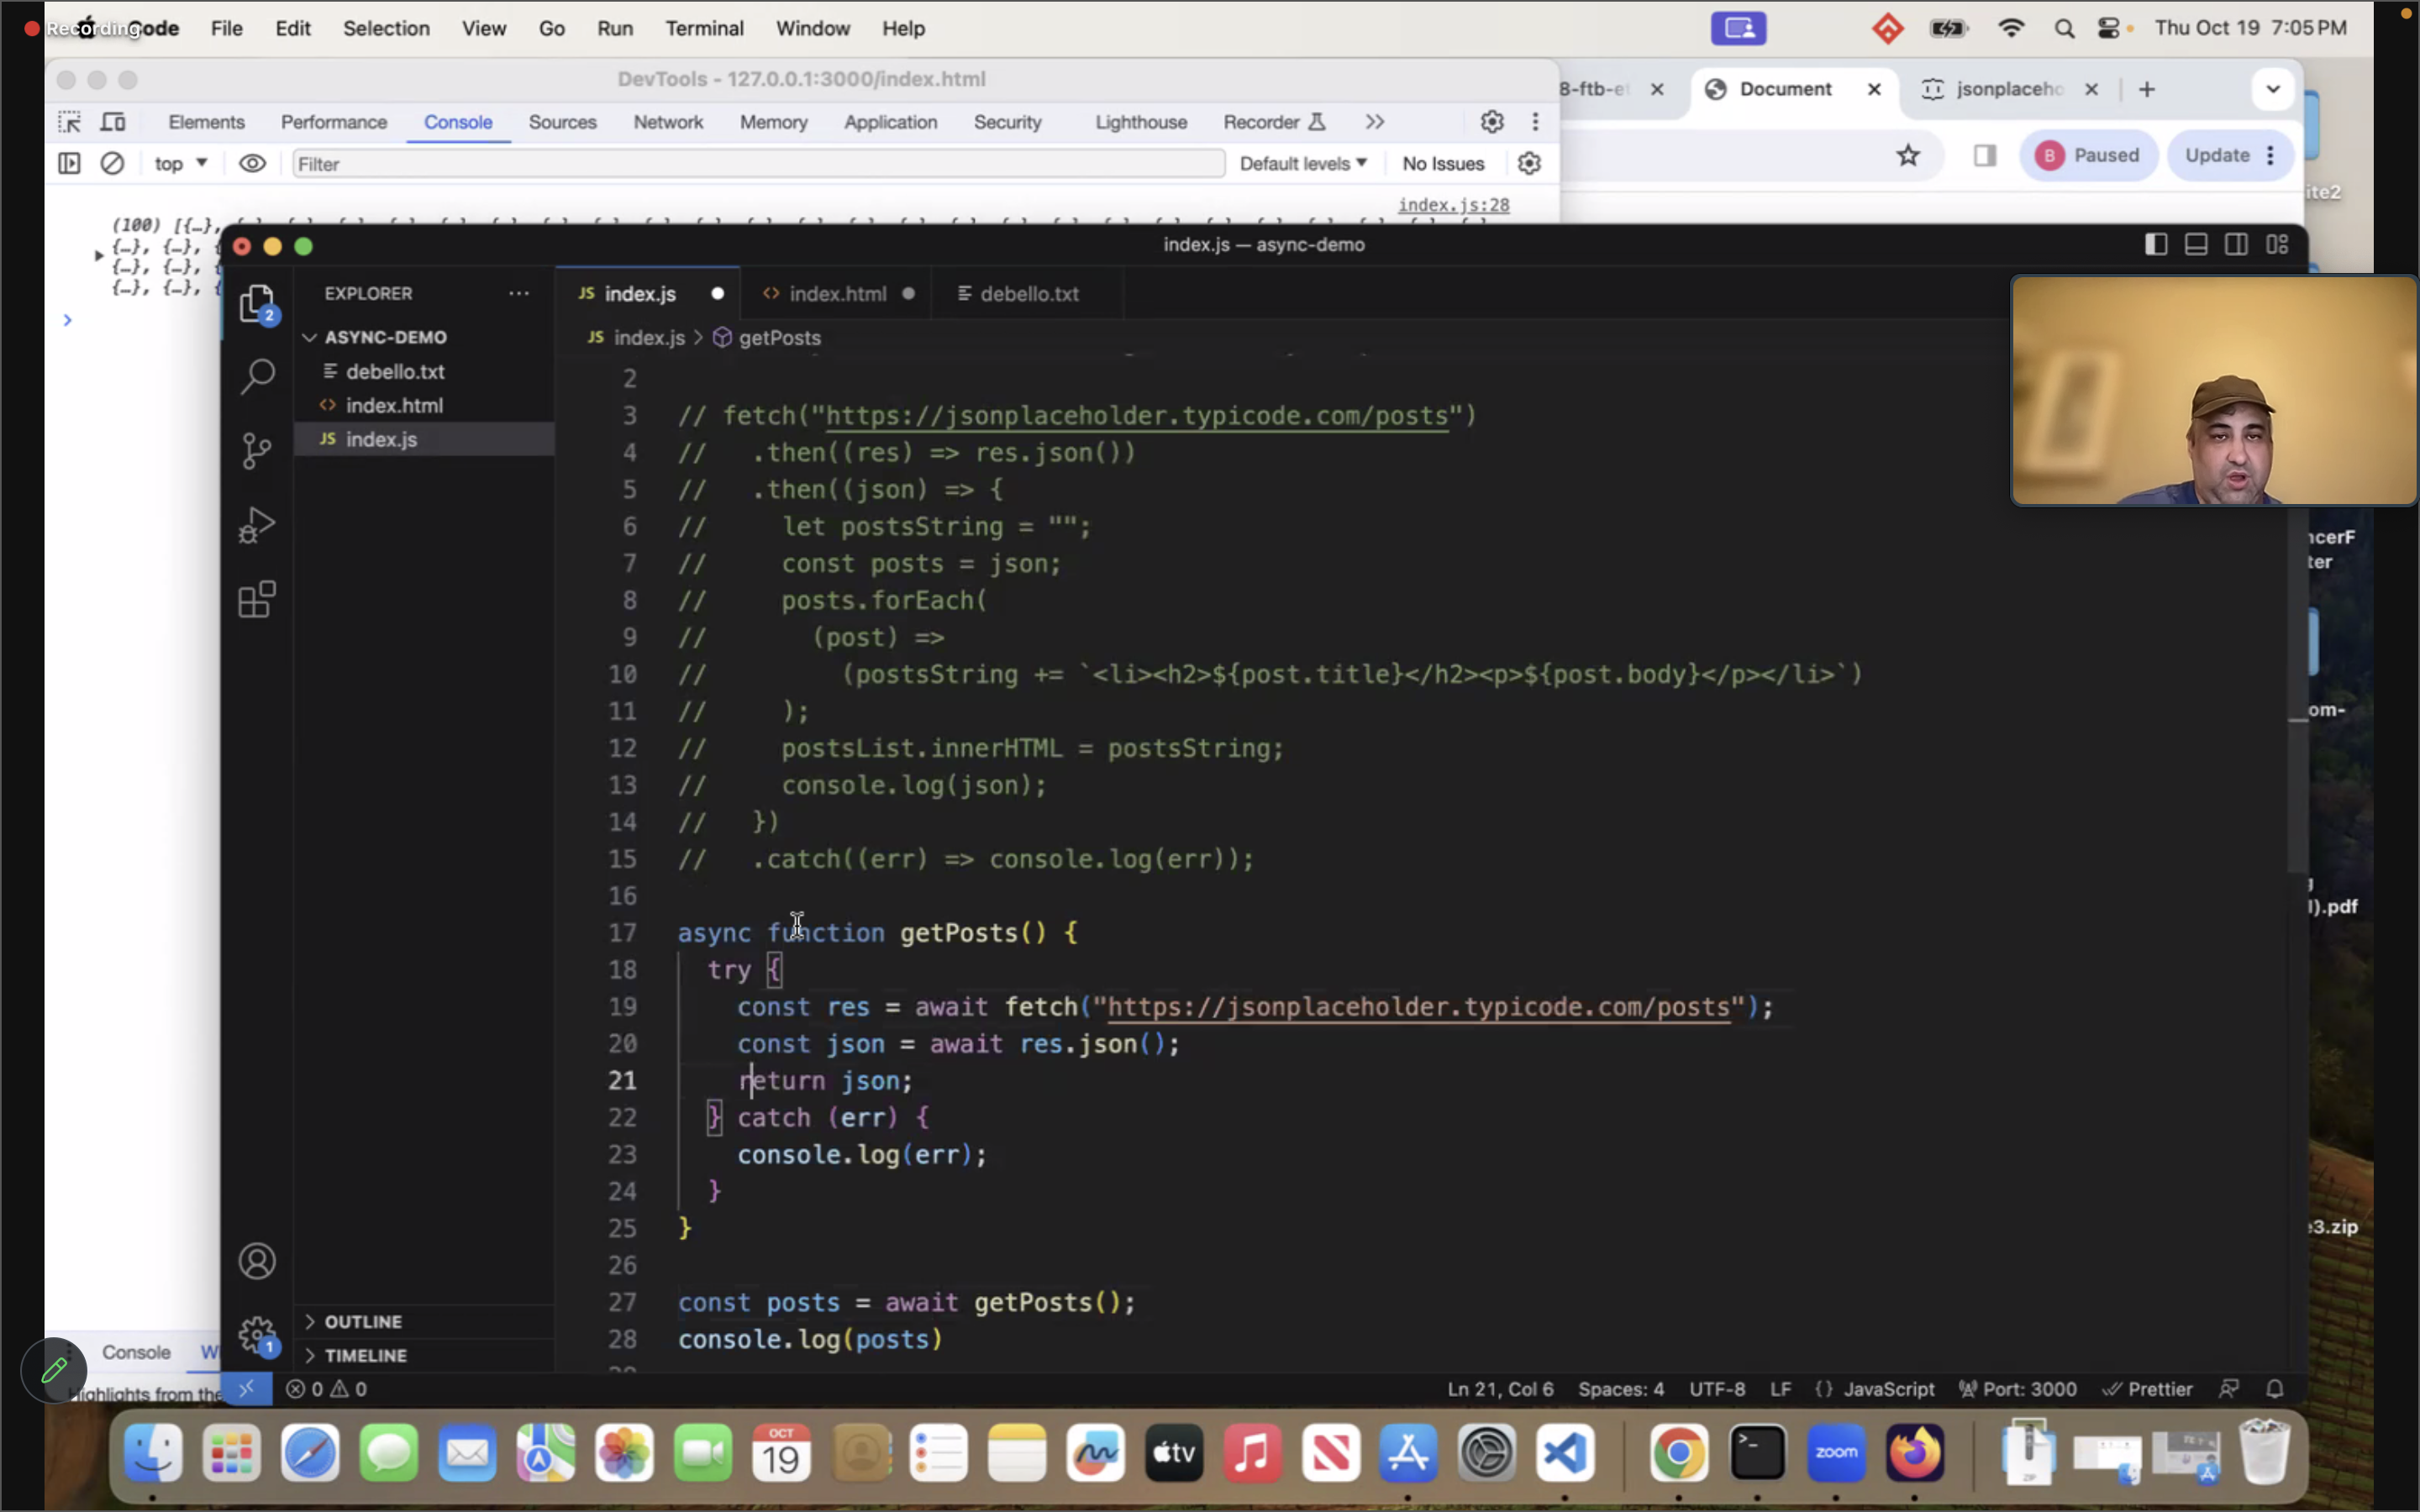 Recording
ode File Edit Selection View Go Run Terminal Window Help
Thu Oct 19 7:05 PM
DevTools - 127.0.0.1:3000/index.html
8-ftb-e
Document
jsonplaceho
Elements Performance Console Sources Network Memory Application Security Lighthouse Recorder
top Filter Default levels No Issues
B Paused Update
ite2
index.js:28
(100) [{…},
{…}, {…},
{…}, {…},
{…}, {…},
index.js — async-demo
EXPLORER
2
ASYNC-DEMO
debello.txt
index.html
JS index.js
JS index.js
index.html
debello.txt
JS index.js > getPosts
2
3 // fetch("https://jsonplaceholder.typicode.com/posts")
4 // .then((res) => res.json())
5 // .then((json) => {
6 // let postsString = "";
7 // const posts = json;
8 // posts.forEach(
9 // (post) =>
10 // (postsString += `<li><h2>${post.title}</h2><p>${post.body}</p></li>`)
11 // );
12 // postsList.innerHTML = postsString;
13 // console.log(json);
14 // })
15 // .catch((err) => console.log(err));
16
17 async function getPosts() {
18 try {
19 const res = await fetch("https://jsonplaceholder.typicode.com/posts");
20 const json = await res.json();
21 return json;
22 } catch (err) {
23 console.log(err);
24 }
25 }
26
27 const posts = await getPosts();
28 console.log(posts)
ncerF
ter
om-
l).pdf
e3.zip
OUTLINE
TIMELINE
1
Console W
Highlights from the
0 0
Ln 21, Col 6 Spaces: 4 UTF-8 LF {} JavaScript Port: 3000 Prettier
OCT
19
tv
zoom
ZIP